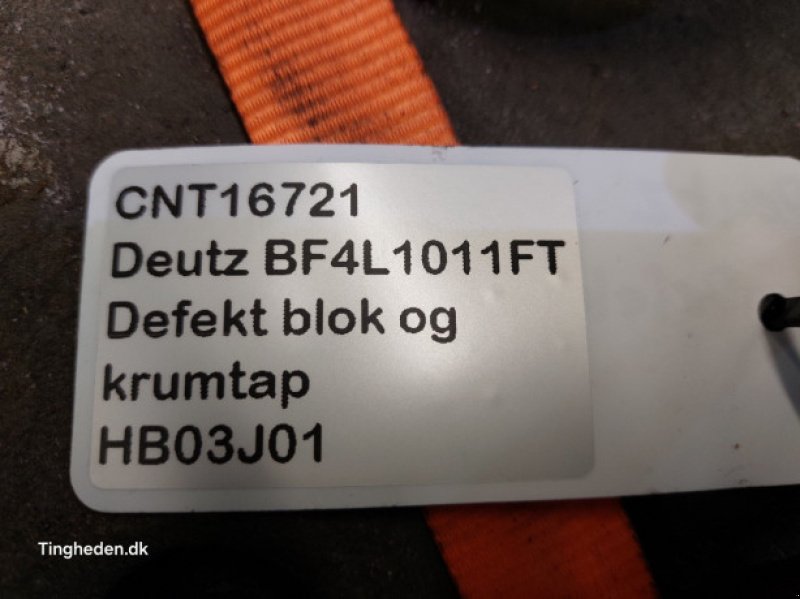 CNT16721
Deutz BF4L1011FT
Defekt blok og
krumtap
HB03J01
Tingheden.dk